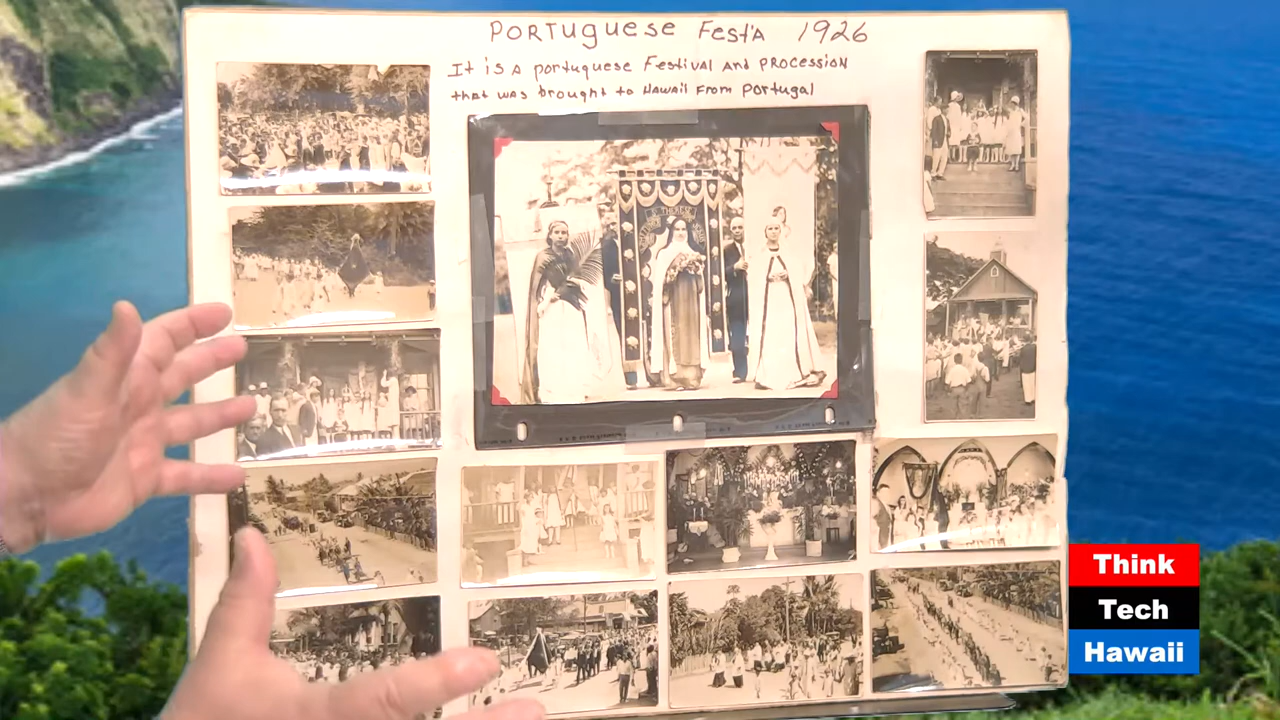 PORTUGUESE FESTA 1926
It is A portuguese Festival And PROCESSION
that was brought to Hawaii From Portugal
S. THERESE
Think
Tech
Hawaii